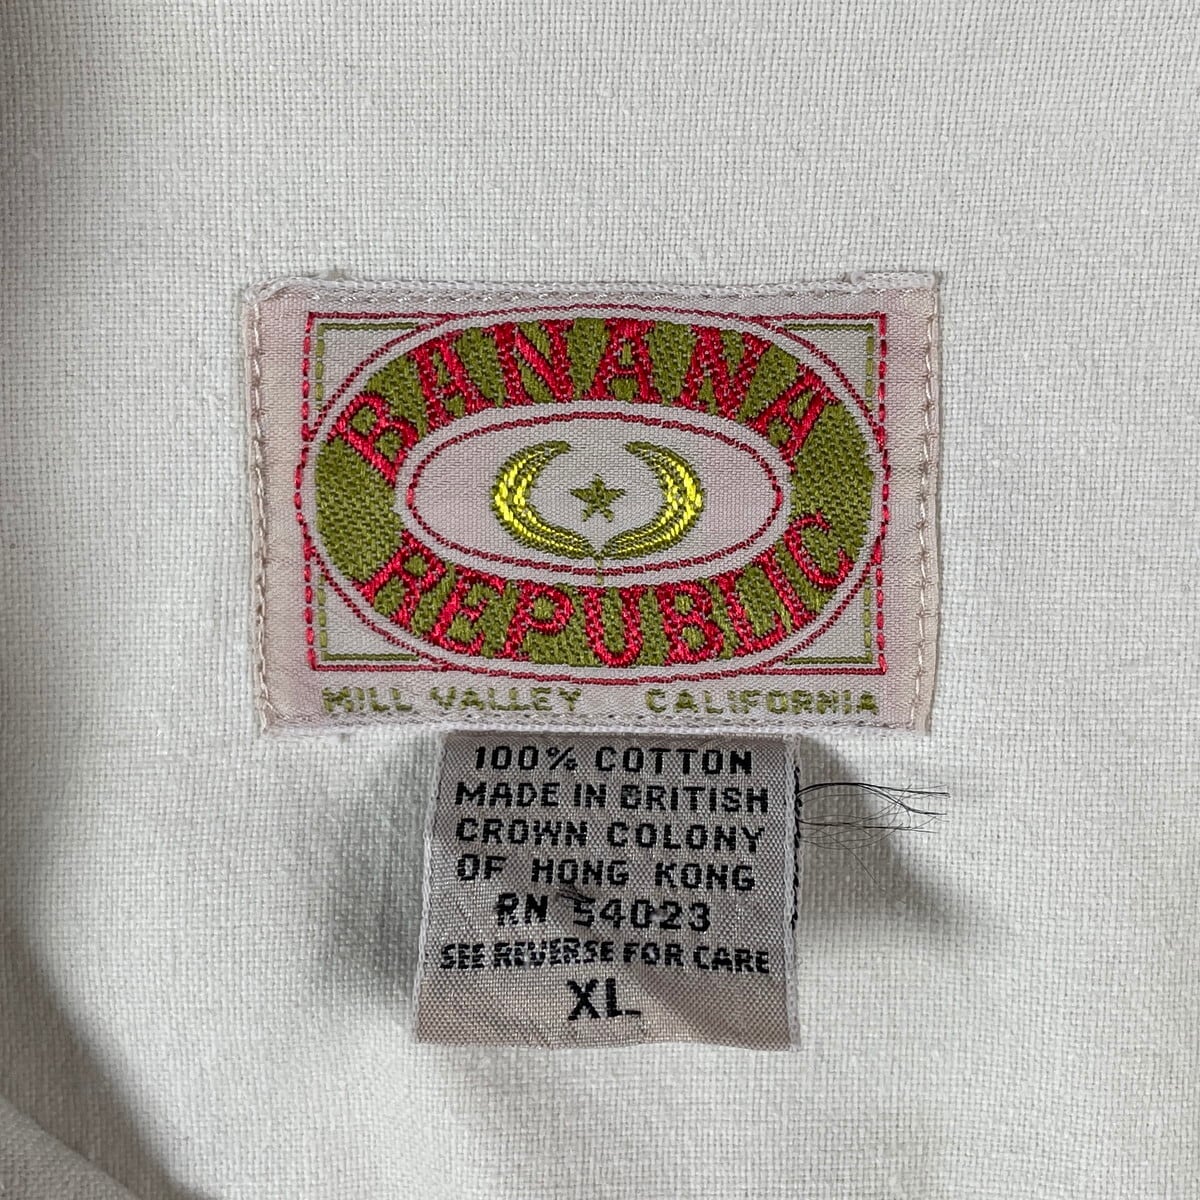 BANANA
REPUBLIC
MILL VALLEY CALIFORNIA
100% COTTON
MADE IN BRITISH
CROWN COLONY
OF HONG KONG
RN 54023
SEE REVERSE FOR CARE
XL